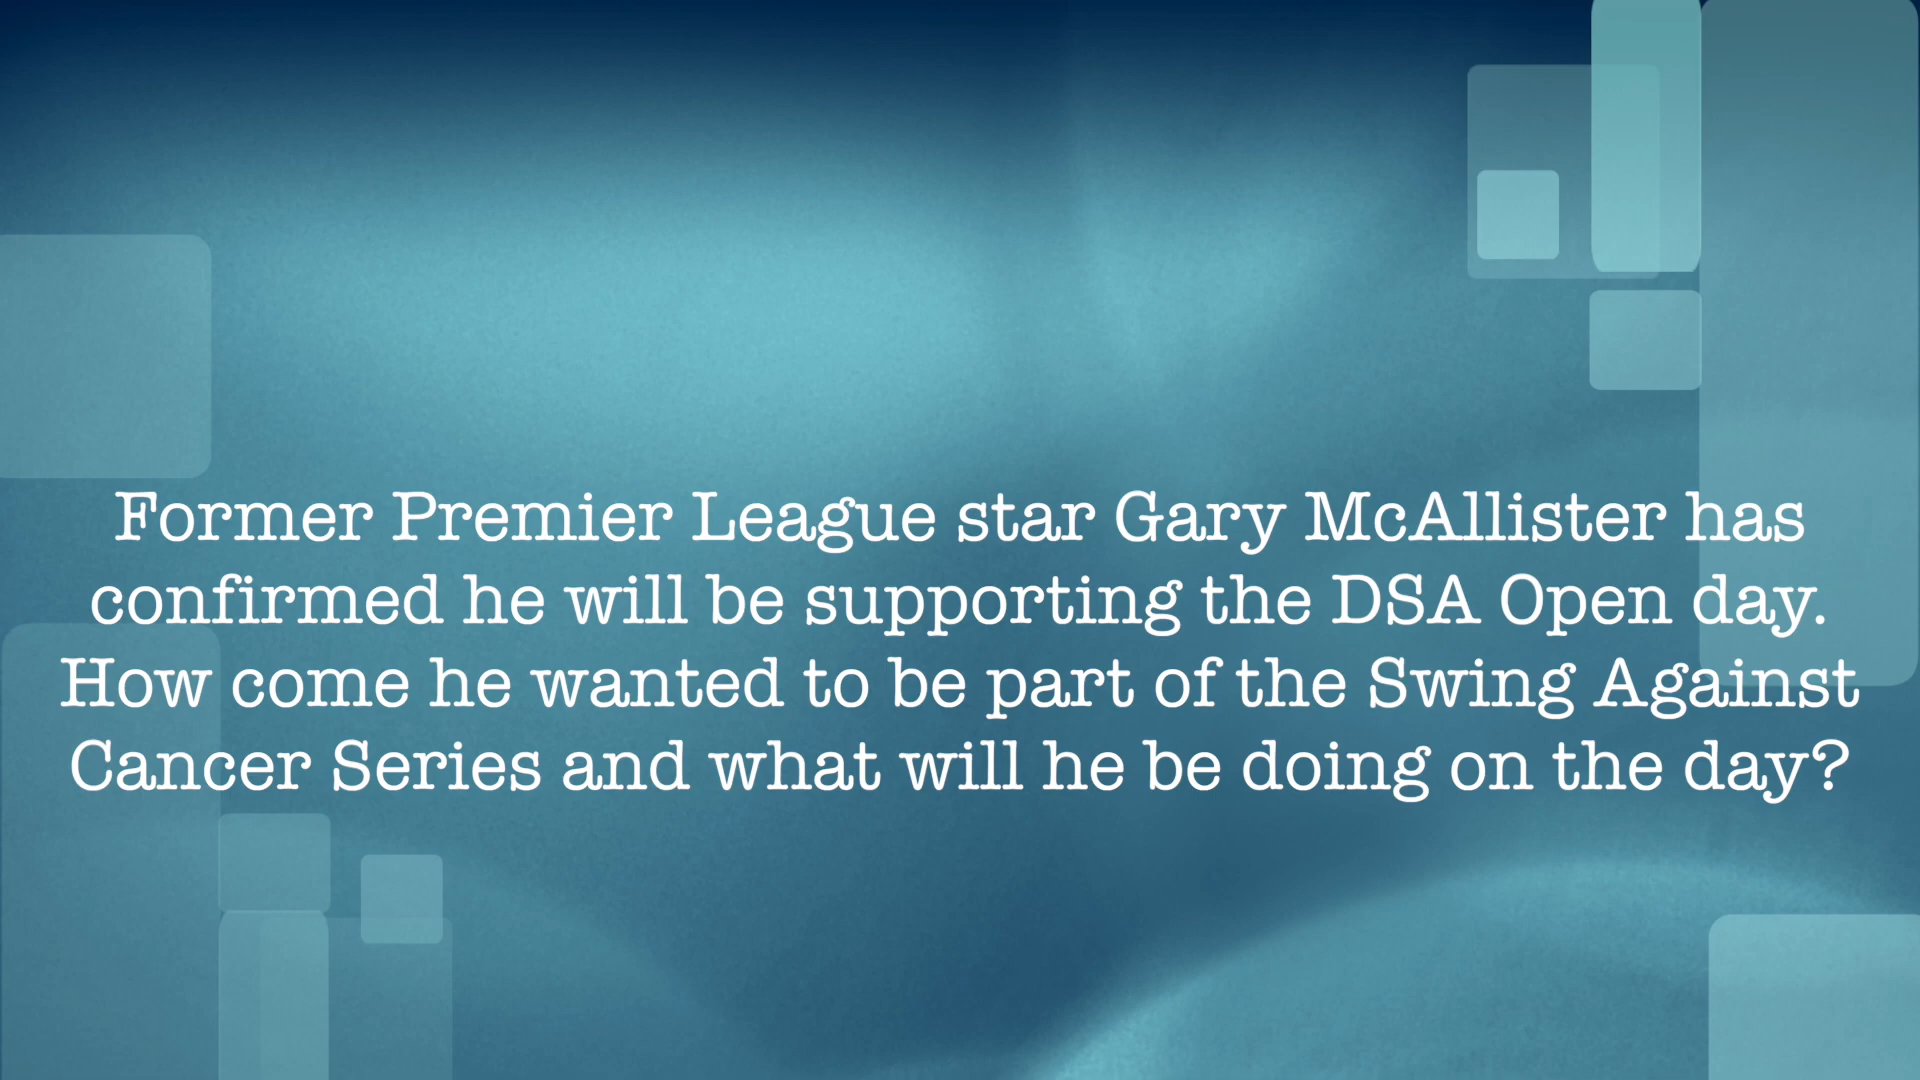 Former Premier League star Gary McAllister has
confirmed he will be supporting the DSA Open day.
How come he wanted to be part of the Swing Against
Cancer Series and what will he be doing on the day?